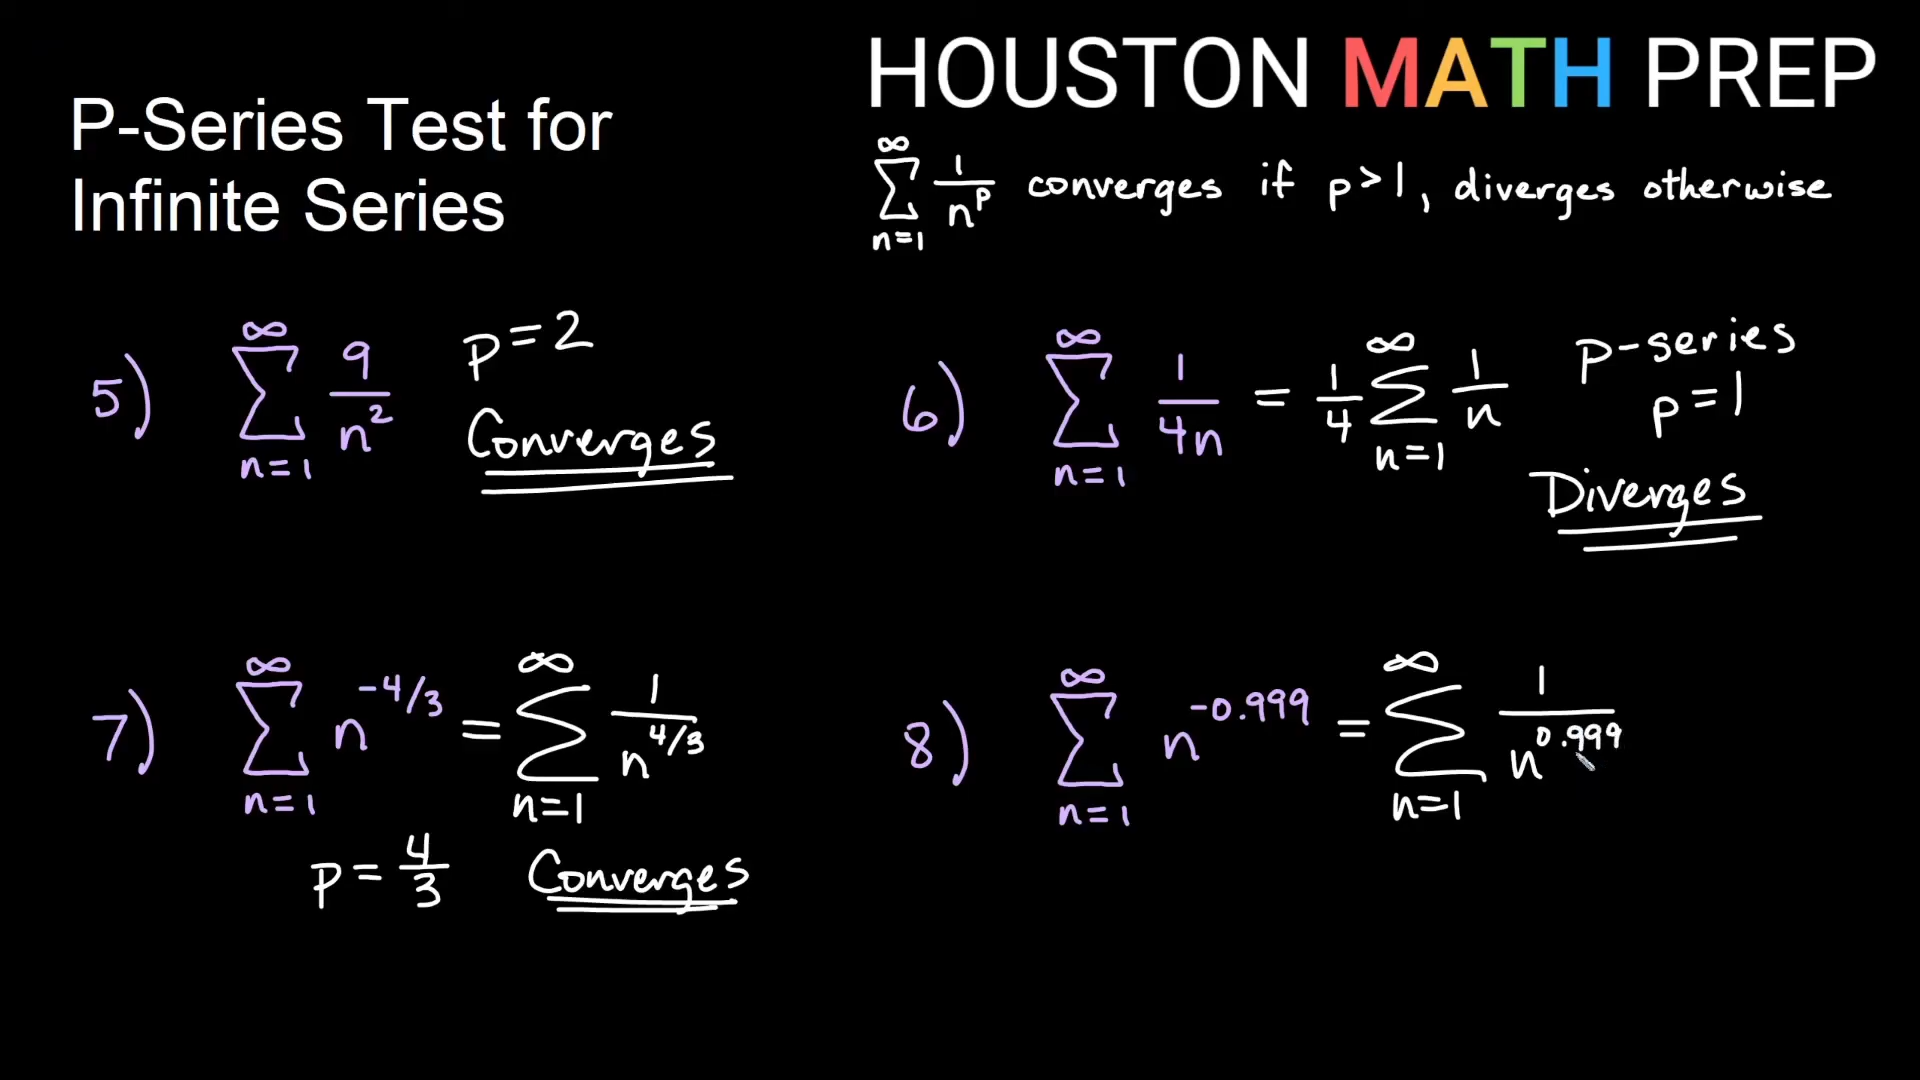 HOUSTON MATH PREP
P-Series Test for
Infinite Series
∞∑n=1 1/n^p converges if p>1, diverges otherwise
5) ∞∑n=1 9/n^2 p=2
Converges
6) ∞∑n=1 1/4n = 1/4 ∞∑n=1 1/n p-series
p=1
Diverges
7) ∞∑n=1 n^-4/3 = ∞∑n=1 1/n^4/3
p=4/3 Converges
8) ∞∑n=1 n^-0.999 = ∞∑n=1 1/n^0.999